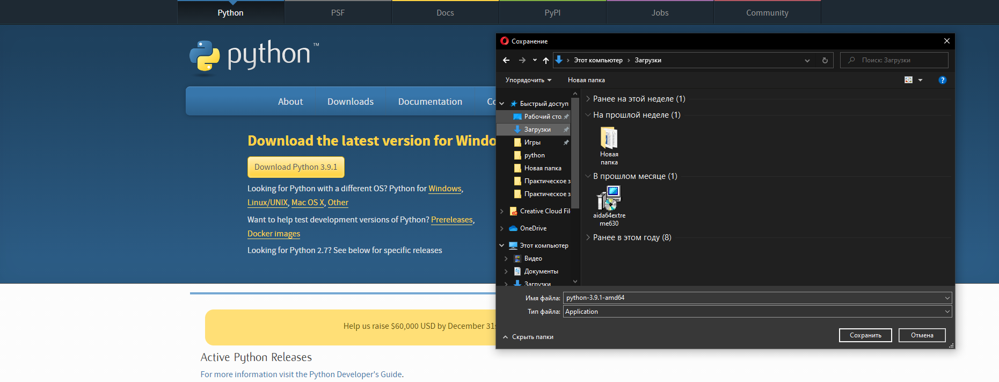 Python
PSF
Docs
PyPI
Jobs
Community
python™
About
Downloads
Documentation
Download the latest version for Windo
Download Python 3.9.1
Looking for Python with a different OS? Python for Windows,
Linux/UNIX, Mac OS X, Other
Want to help test development versions of Python? Prereleases,
Docker images
Looking for Python 2.7? See below for specific releases
Help us raise $60,000 USD by December 31
Active Python Releases
For more information visit the Python Developer's Guide.
Сохранение
Этот компьютер
Загрузки
Поиск: Загрузки
Упорядочить
Новая папка
Быстрый доступ
Рабочий сто.
Загрузки
Игры
python
Новая папка
Практическое з
Практическое з
Creative Cloud Fil
OneDrive
Этот компьютер
Видео
Документы
Загрузки
Ранее на этой неделе (1)
На прошлой неделе (1)
Новая
папка
В прошлом месяце (1)
aida64extre
me630
Ранее в этом году (8)
Имя файла: python-3.9.1-amd64
Тип файла: Application
Скрыть папки
Сохранить
Отмена